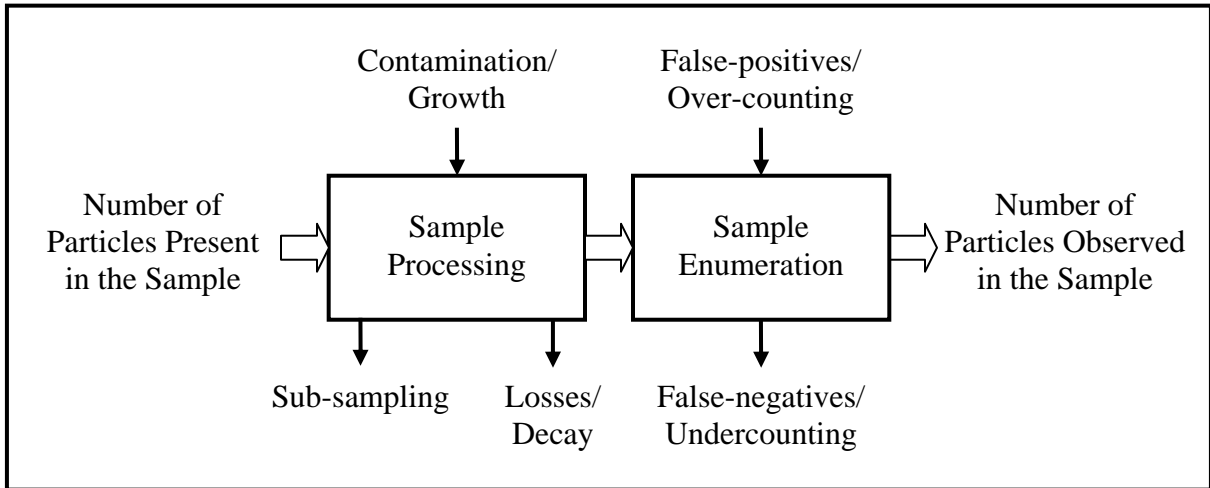 Contamination/
Growth
False-positives/
Over-counting
Number of
Particles Present
in the Sample
Sample
Processing
Sample
Enumeration
Number of
Particles Observed
in the Sample
Sub-sampling
Losses/
Decay
False-negatives/
Undercounting